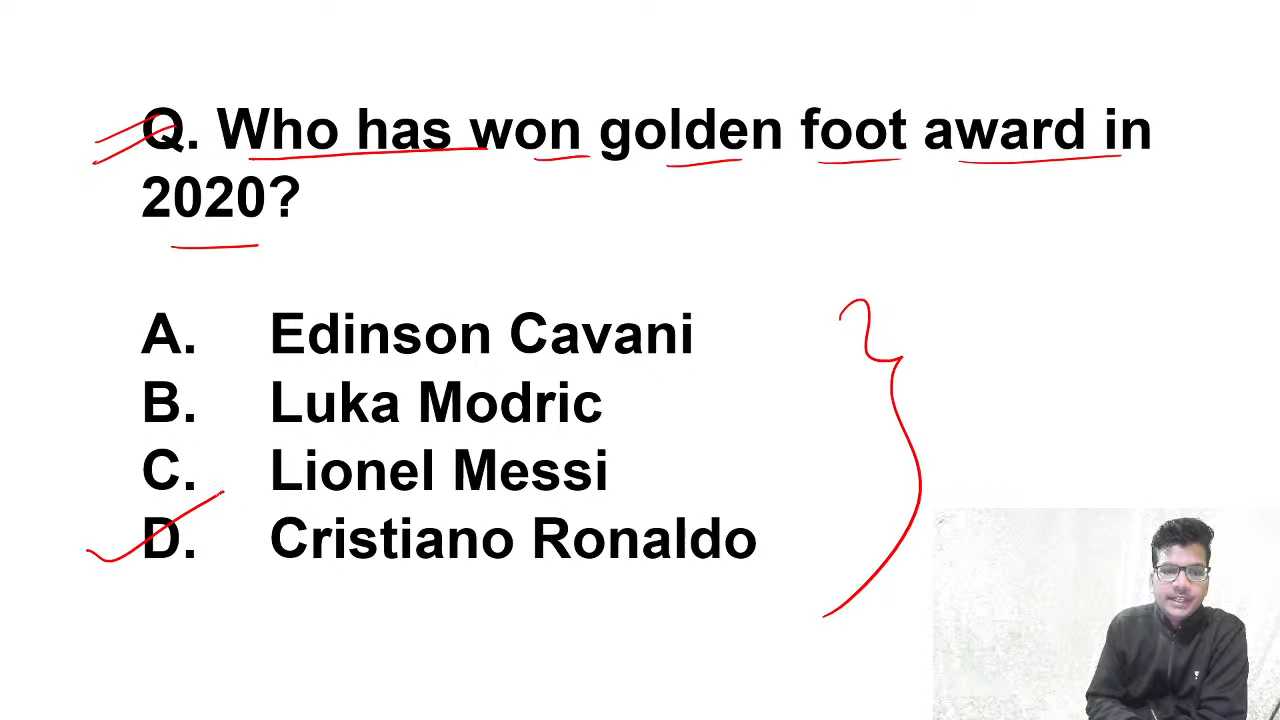 Q. Who has won golden foot award in
2020?
A. Edinson Cavani
B. Luka Modric
C. Lionel Messi
D. Cristiano Ronaldo